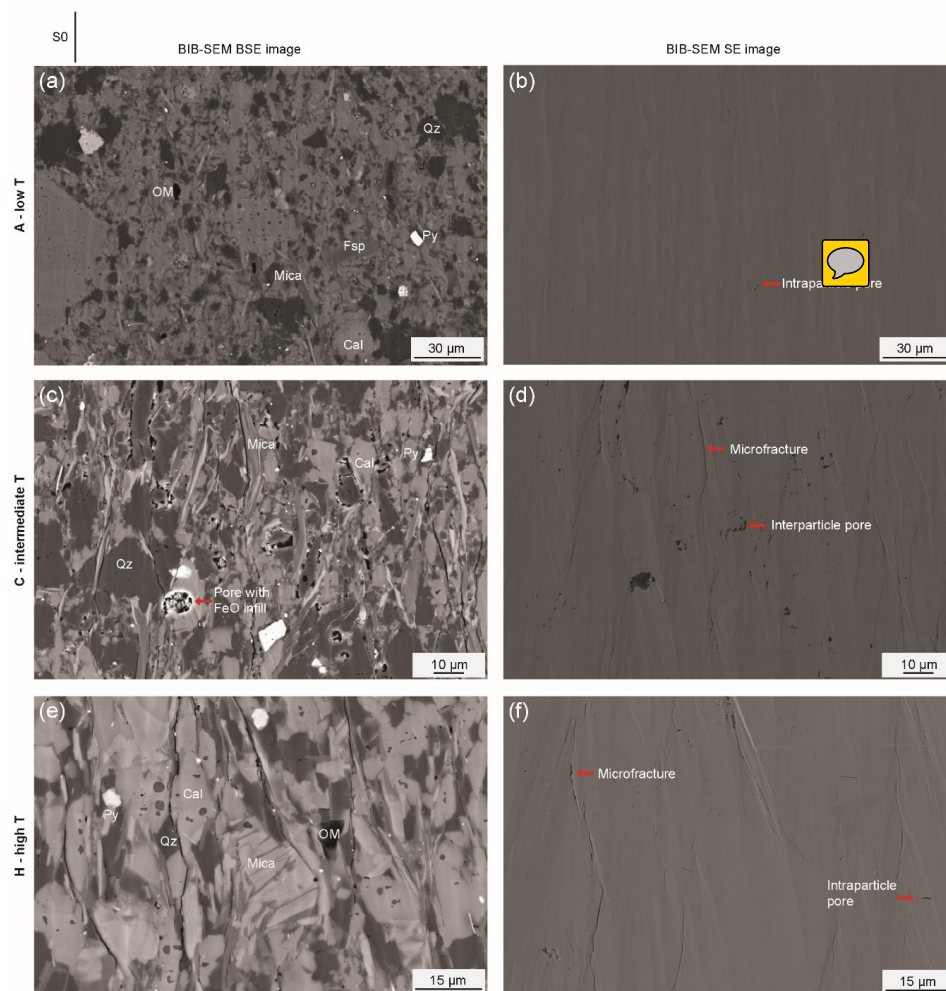 S0
BIB-SEM BSE image
BIB-SEM SE image
A - low T
(a)
Qz
OM
Py
Fsp
Mica
Cal
30 µm
(b)
Intraparticle pore
30 µm
C - intermediate T
(c)
Mica
Cal
Py
Qz
Pore with
FeO infill
10 µm
(d)
Microfracture
Interparticle pore
10 µm
H - high T
(e)
Cal
Py
Qz
OM
Mica
15 µm
(f)
Microfracture
Intraparticle
pore
15 µm